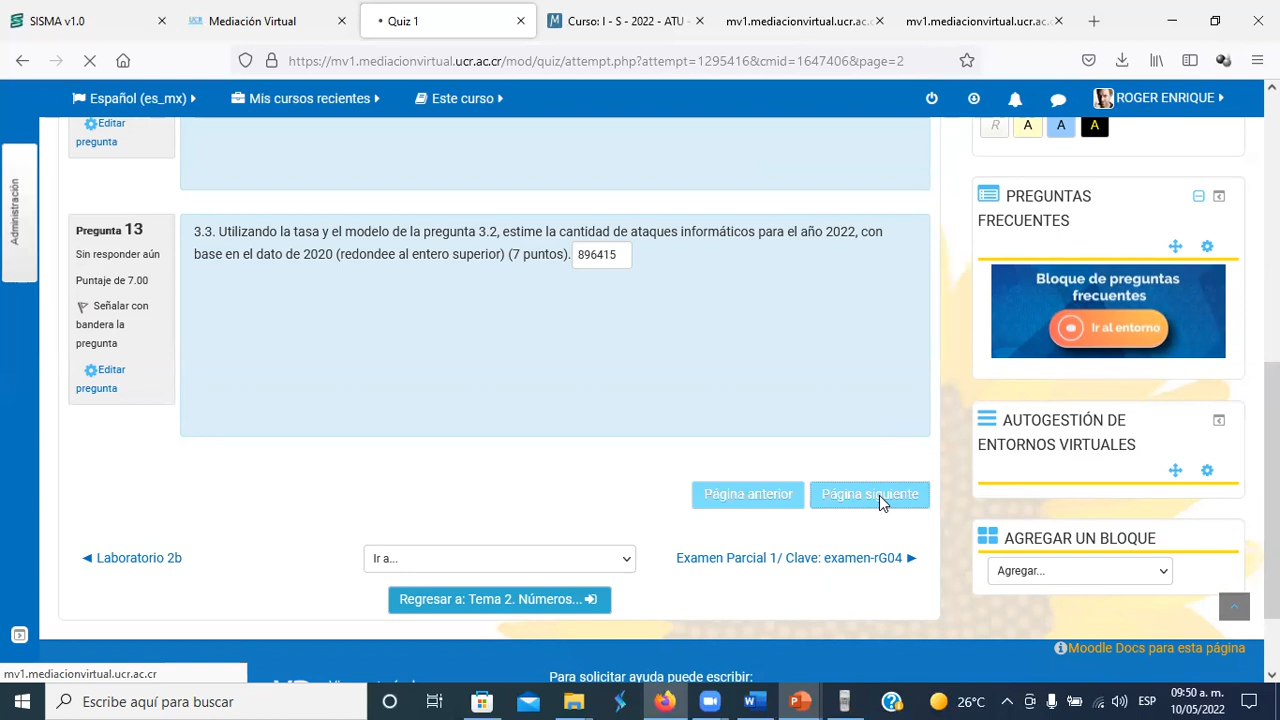 SISMA v1.0
Mediación Virtual
Quiz 1
Curso: I - S - 2022 - ATU -
mv1.mediacionvirtual.ucr.ac.c
mv1.mediacionvirtual.ucr.ac.c
https://mv1.mediacionvirtual.ucr.ac.cr/mod/quiz/attempt.php?attempt=1295416&cmid=1647406&page=2
Español (es_mx)
Mis cursos recientes
Este curso
ROGER ENRIQUE
Administración
Editar
pregunta
R A A A
Pregunta 13
Sin responder aún
Puntaje de 7.00
Señalar con
bandera la
pregunta
Editar
pregunta
3.3. Utilizando la tasa y el modelo de la pregunta 3.2, estime la cantidad de ataques informáticos para el año 2022, con
base en el dato de 2020 (redondee al entero superior) (7 puntos). 896415
Página anterior
Página siguiente
◄ Laboratorio 2b
Ir a...
Examen Parcial 1/ Clave: examen-rG04 ►
Regresar a: Tema 2. Números...
PREGUNTAS
FRECUENTES
Bloque de preguntas
frecuentes
Ir al entorno
AUTOGESTIÓN DE
ENTORNOS VIRTUALES
AGREGAR UN BLOQUE
Agregar...
Moodle Docs para esta página
Para solicitar ayuda puede escribir:
mv1.mediacionvirtual.ucr.ac.cr
Escribe aquí para buscar
26°C
ESP
09:50 a. m.
10/05/2022